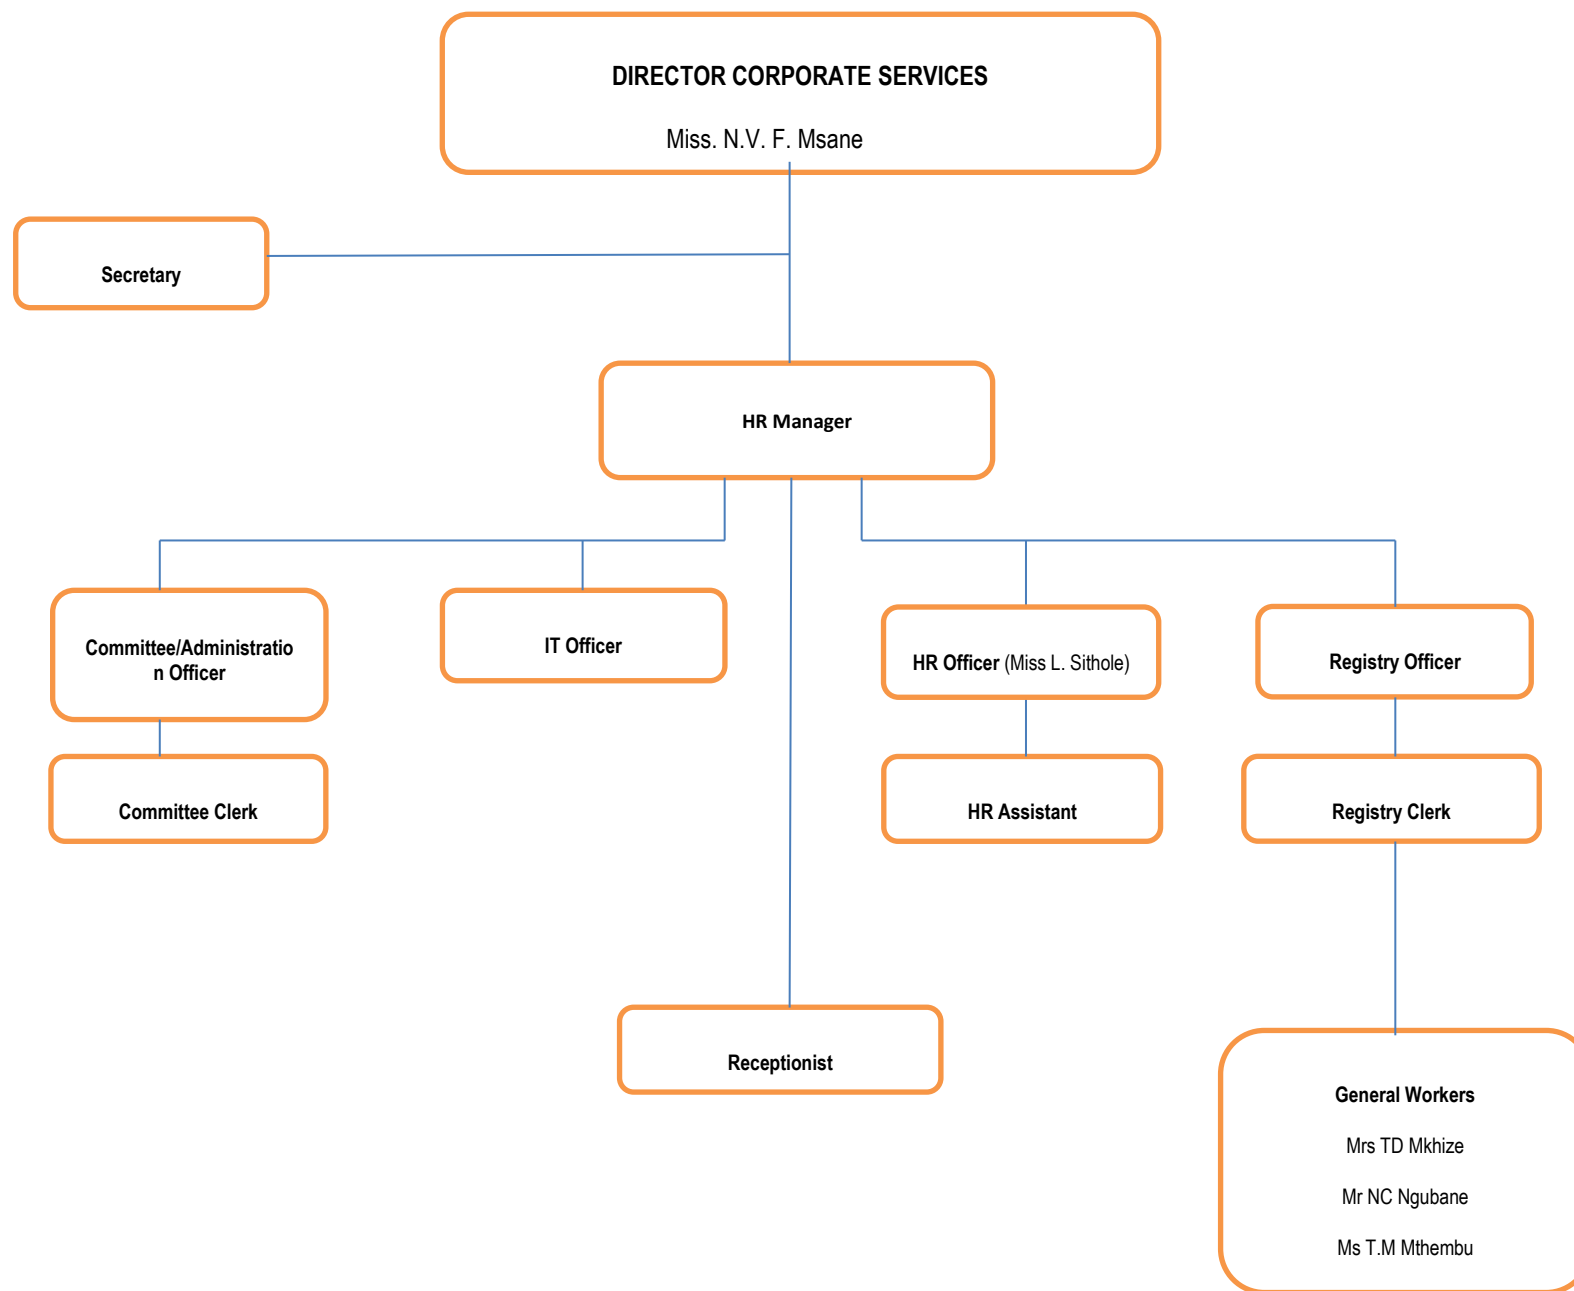 DIRECTOR CORPORATE SERVICES
Miss. N.V. F. Msane
Secretary
HR Manager
Committee/Administratio
n Officer
IT Officer
HR Officer (Miss L. Sithole)
Registry Officer
Committee Clerk
HR Assistant
Registry Clerk
Receptionist
General Workers
Mrs TD Mkhize
Mr NC Ngubane
Ms T.M Mthembu